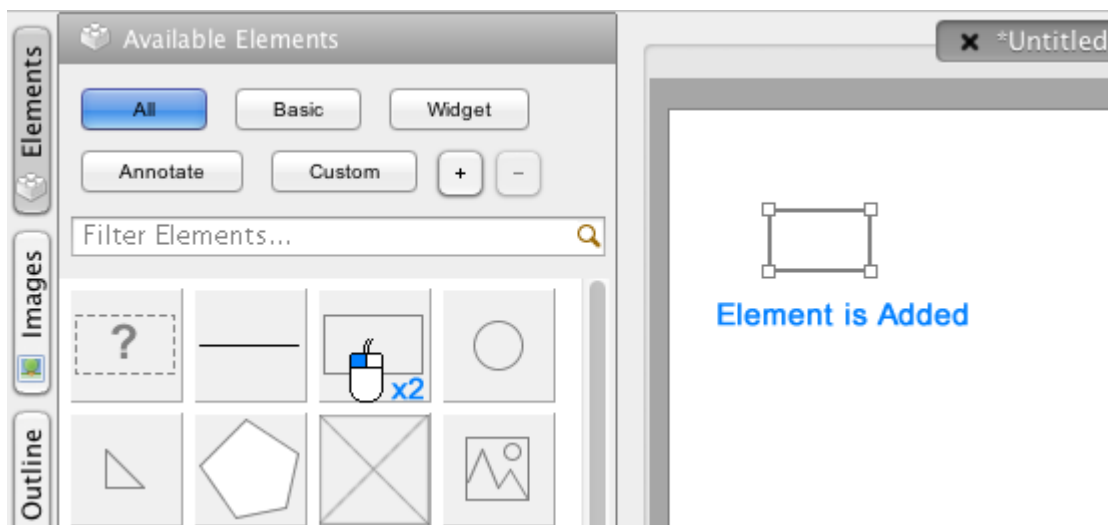 Available Elements
*Untitled
Elements
All
Basic
Widget
Annotate
Custom
+
−
Filter Elements...
Images
?
x2
Element is Added
Outline